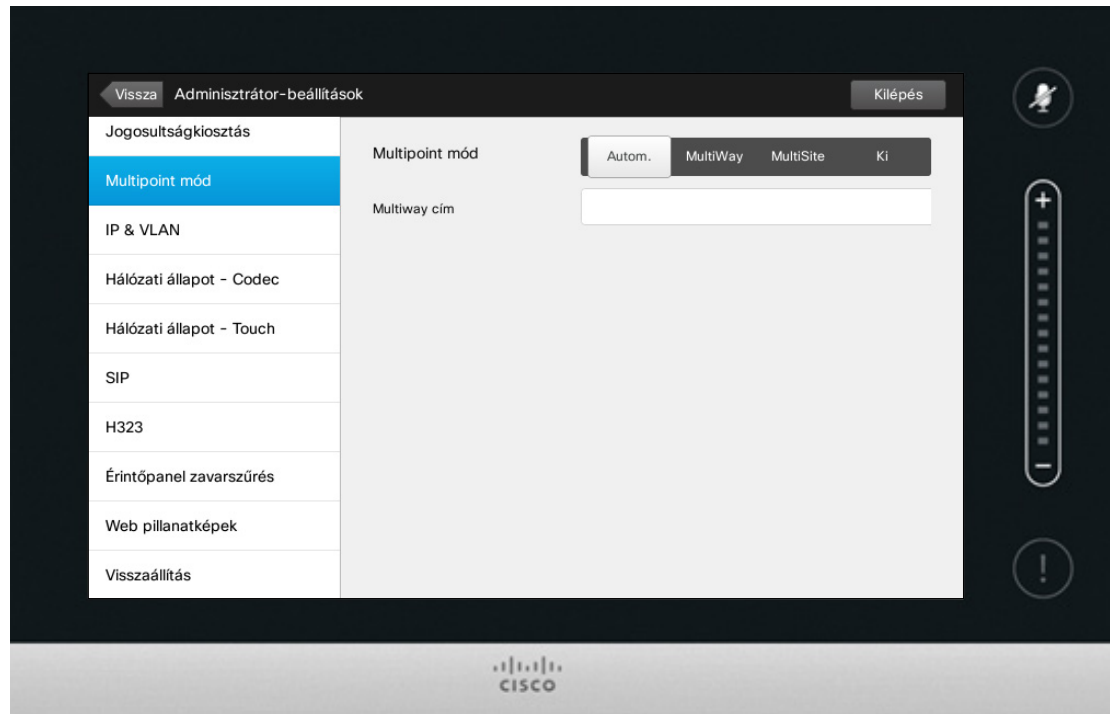 Vissza Adminisztrátor-beállítások Kilépés
Jogosultságkiosztás
Multipoint mód
IP & VLAN
Hálózati állapot - Codec
Hálózati állapot - Touch
SIP
H323
Érintőpanel zavarszűrés
Web pillanatképek
Visszaállítás
Multipoint mód Autom. MultiWay MultiSite Ki
Multiway cím
+
-
!
CISCO